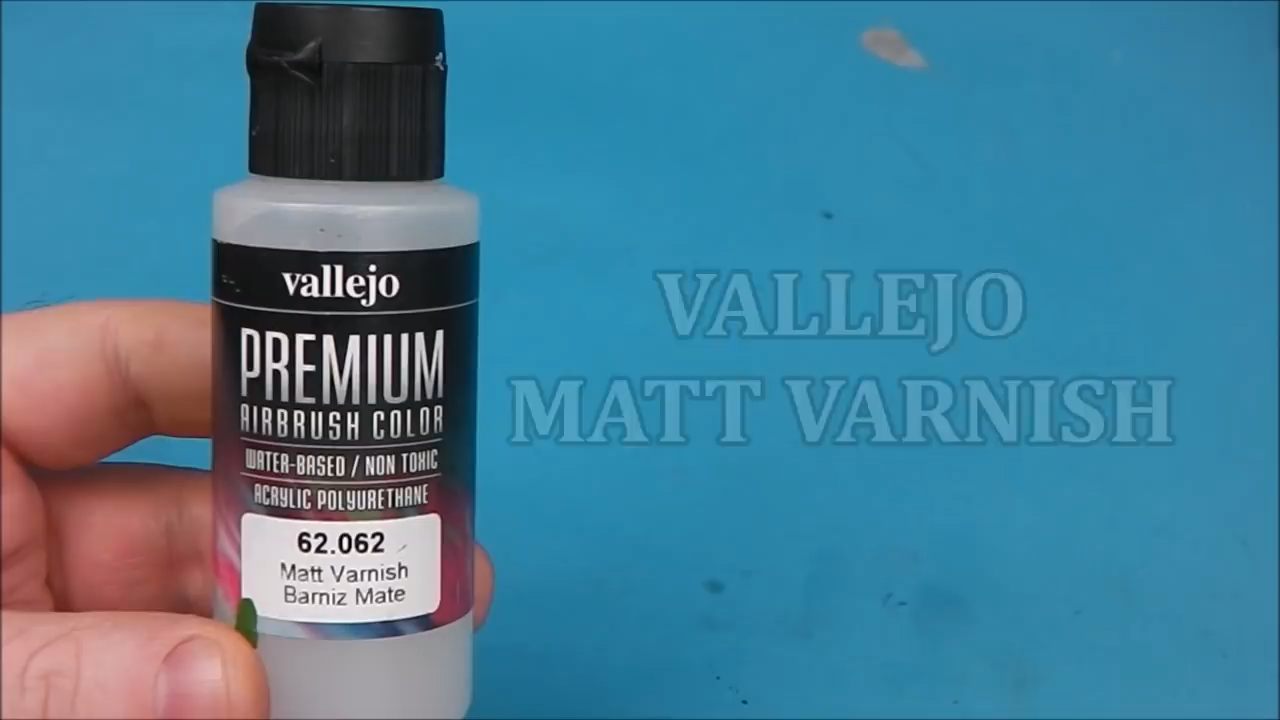 vallejo
PREMIUM
AIRBRUSH COLOR
WATER-BASED / NON TOXIC
ACRYLIC POLYURETHANE
62.062
Matt Varnish
Barniz Mate
VALLEJO
MATT VARNISH